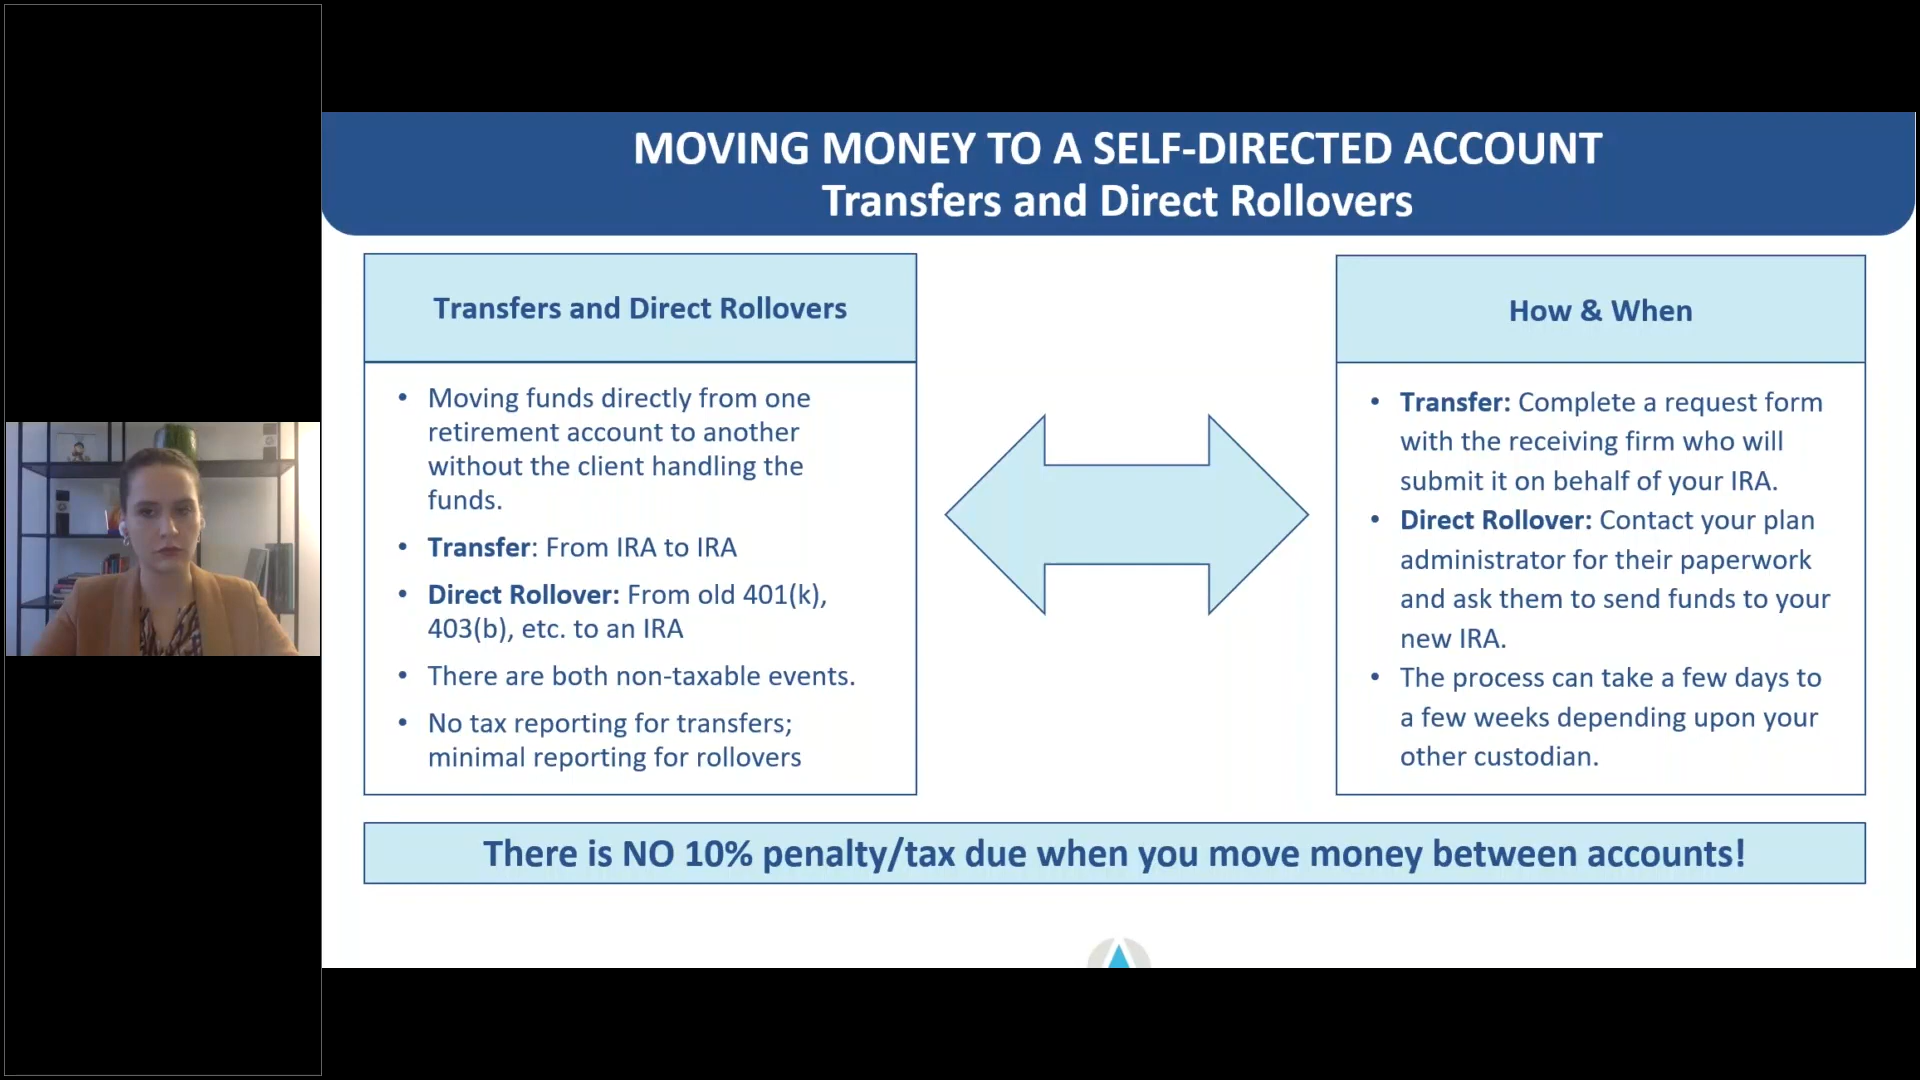 MOVING MONEY TO A SELF-DIRECTED ACCOUNT
Transfers and Direct Rollovers
Transfers and Direct Rollovers
• Moving funds directly from one
retirement account to another
without the client handling the
funds.
• Transfer: From IRA to IRA
• Direct Rollover: From old 401(k),
403(b), etc. to an IRA
• There are both non-taxable events.
• No tax reporting for transfers;
minimal reporting for rollovers
How & When
• Transfer: Complete a request form
with the receiving firm who will
submit it on behalf of your IRA.
• Direct Rollover: Contact your plan
administrator for their paperwork
and ask them to send funds to your
new IRA.
• The process can take a few days to
a few weeks depending upon your
other custodian.
There is NO 10% penalty/tax due when you move money between accounts!